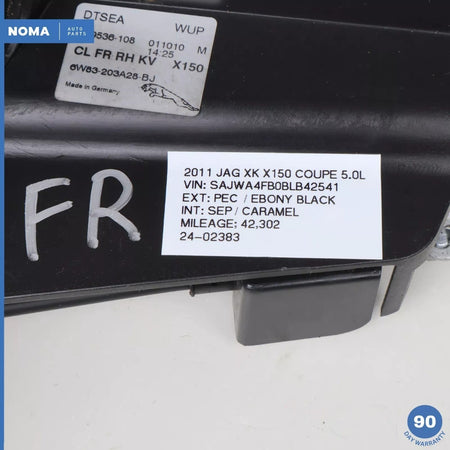 NOMA
AUTO
PARTS
DTSEA
WUP
9536-108
011010 M
14:25
CL FR RH KV X150
6W83-203A28-BJ
Made in Germany
FR
2011 JAG XK X150 COUPE 5.0L
VIN: SAJWA4FB0BLB42541
EXT: PEC / EBONY BLACK
INT: SEP / CARAMEL
MILEAGE; 42,302
24-02383
90
DAY WARRANTY